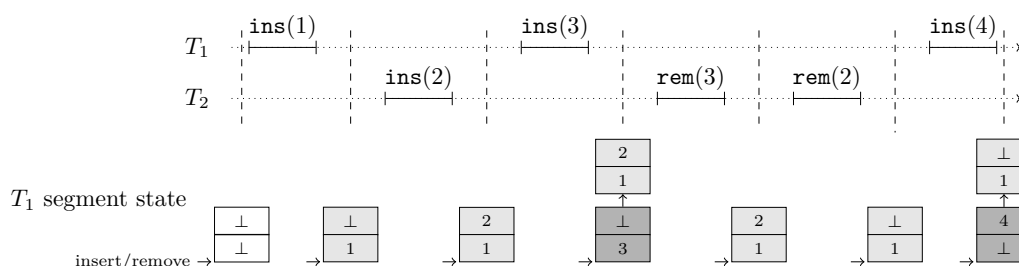 ins(1) ins(3) ins(4)
T1
ins(2) rem(3) rem(2)
T2
2 ⊥
1 1
T1 segment state
⊥ ⊥ 2 ⊥ 2 ⊥ 4
⊥ 1 1 3 1 1 ⊥
insert/remove